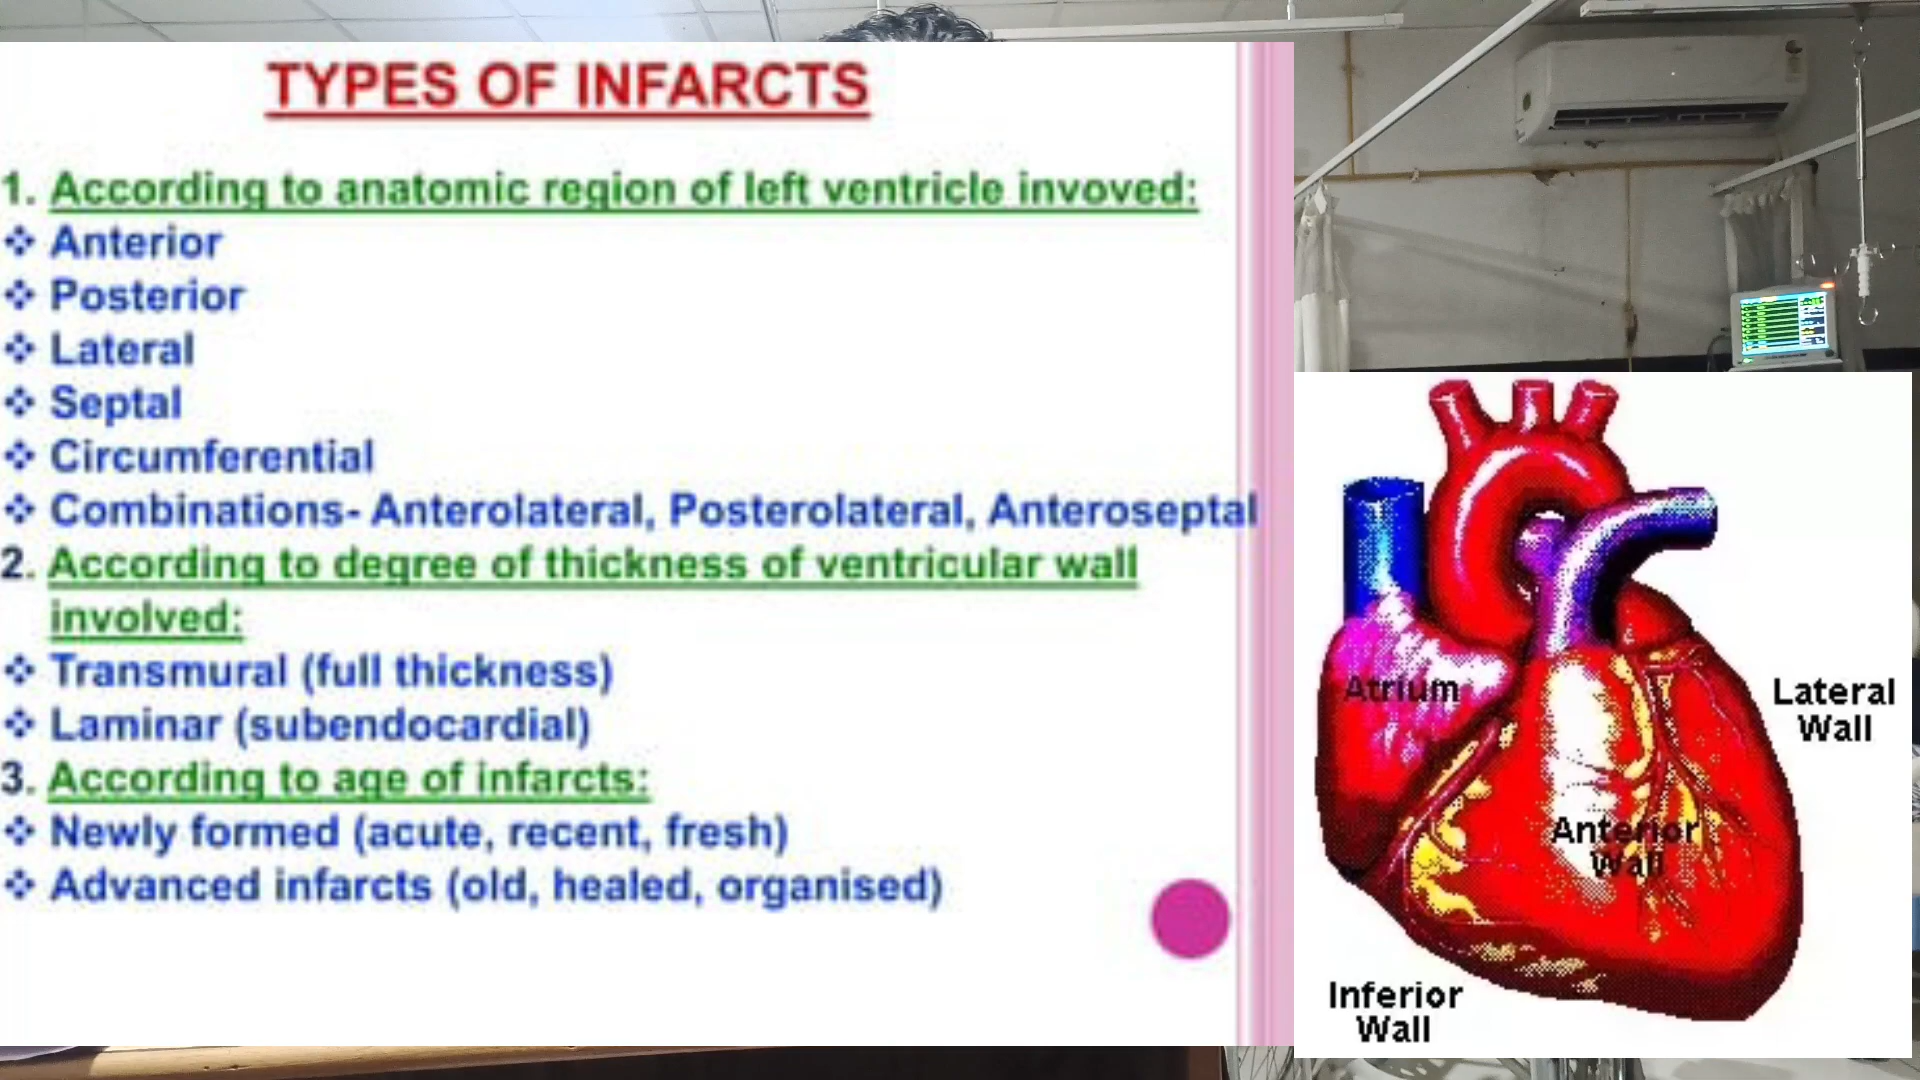 TYPES OF INFARCTS
1. According to anatomic region of left ventricle invoved:
❖ Anterior
❖ Posterior
❖ Lateral
❖ Septal
❖ Circumferential
❖ Combinations- Anterolateral, Posterolateral, Anteroseptal
2. According to degree of thickness of ventricular wall
involved:
❖ Transmural (full thickness)
❖ Laminar (subendocardial)
3. According to age of infarcts:
❖ Newly formed (acute, recent, fresh)
❖ Advanced infarcts (old, healed, organised)
Atrium
Lateral
Wall
Anterior
Wall
Inferior
Wall